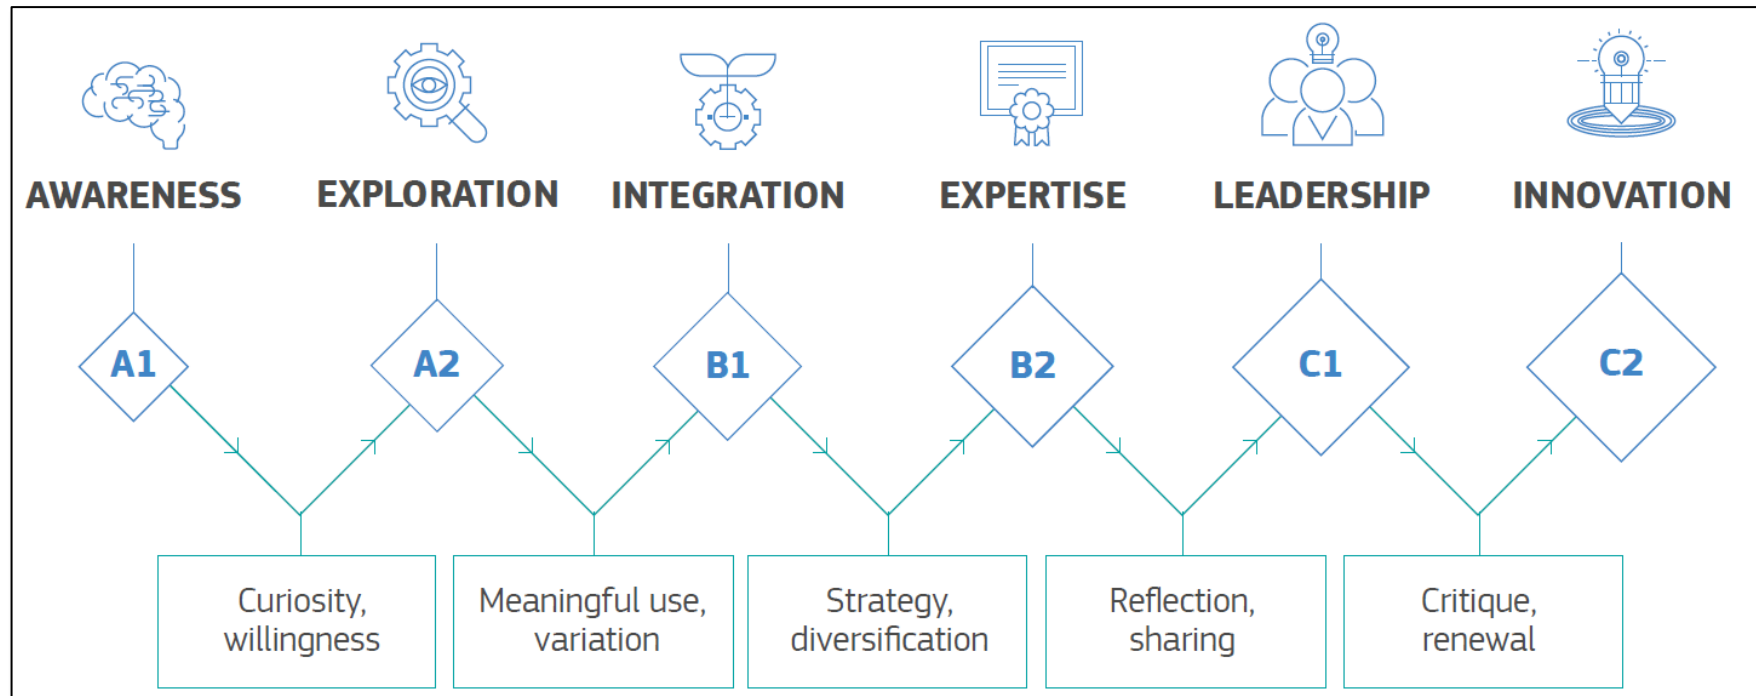 AWARENESS
EXPLORATION
INTEGRATION
EXPERTISE
LEADERSHIP
INNOVATION
A1
A2
B1
B2
C1
C2
Curiosity,
willingness
Meaningful use,
variation
Strategy,
diversification
Reflection,
sharing
Critique,
renewal